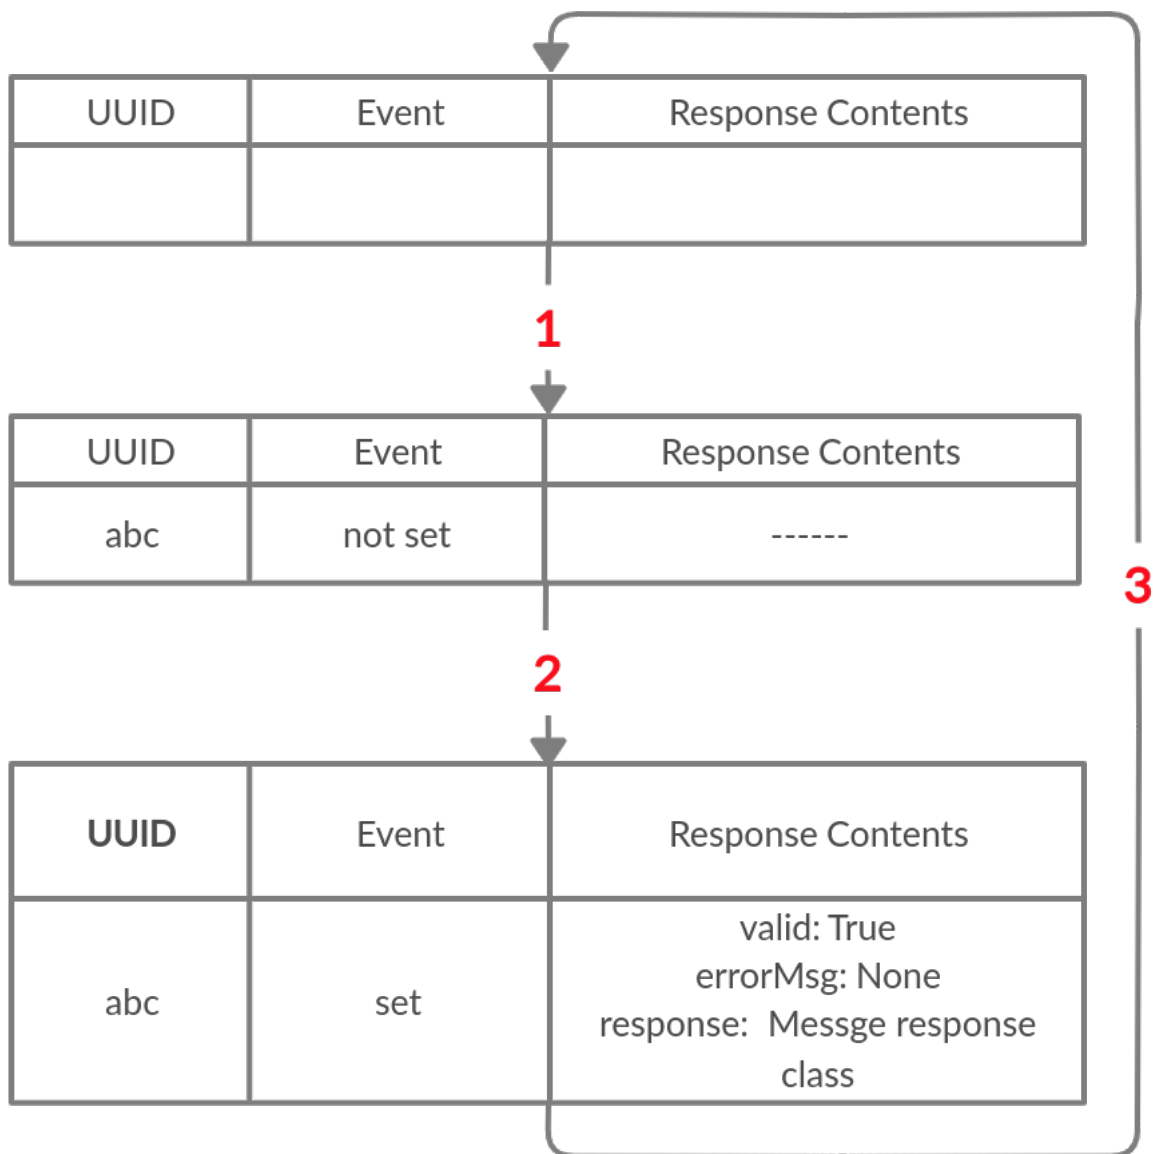 UUID Event Response Contents
1
UUID Event Response Contents
abc not set ------
3
2
UUID Event Response Contents
valid: True
errorMsg: None
abc set
response: Messge response
class